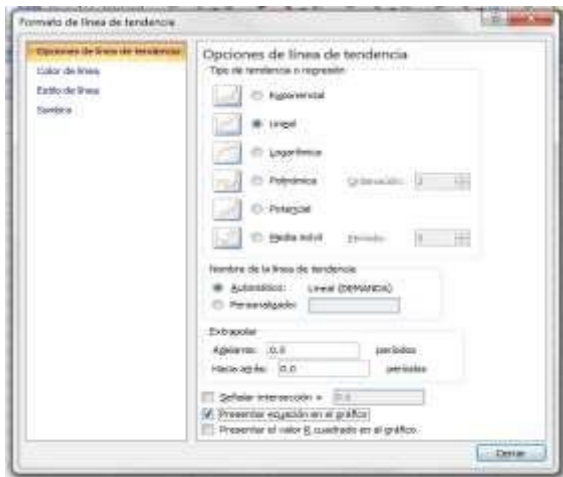 Formato de línea de tendencia
Opciones de línea de tendencia
Color de línea
Estilo de línea
Sombra
Opciones de línea de tendencia
Tipo de tendencia o regresión
Exponencial
Lineal
Logarítmica
Polinómica Ordenación: 2
Potencial
Media móvil Período:
Nombre de la línea de tendencia
Automático: Lineal (DEMANDA)
Personalizado:
Extrapolar
Adelante: 0.0 períodos
Hacia atrás: 0.0 períodos
Señalar intersección = 0.0
Presentar ecuación en el gráfico
Presentar el valor R cuadrado en el gráfico
Cerrar